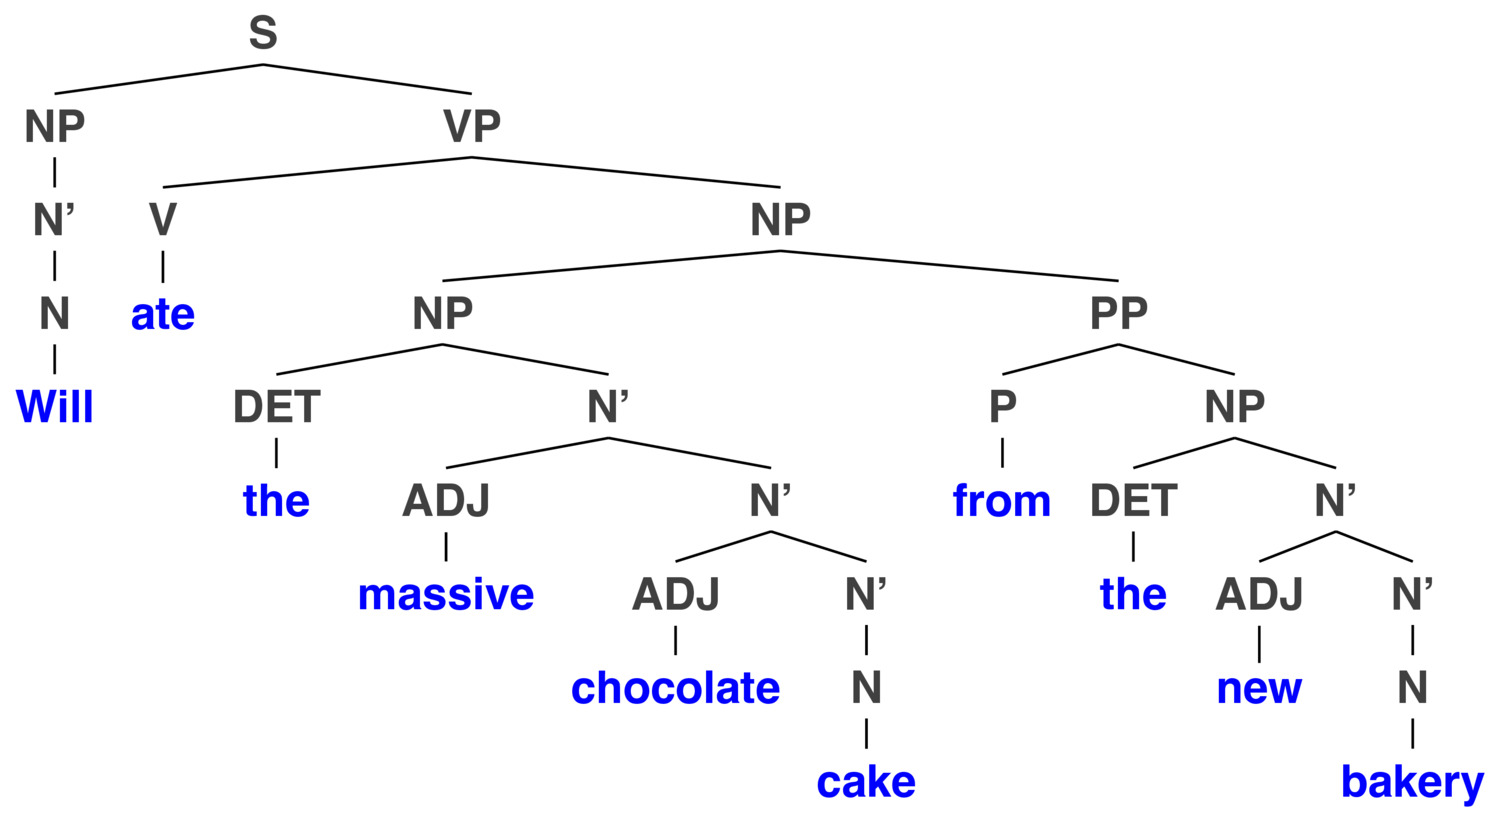 S
NP VP
N’ V NP
N ate NP PP
Will DET N’ P NP
the ADJ N’ from DET N’
massive ADJ N’ the ADJ N’
chocolate N new N
cake bakery